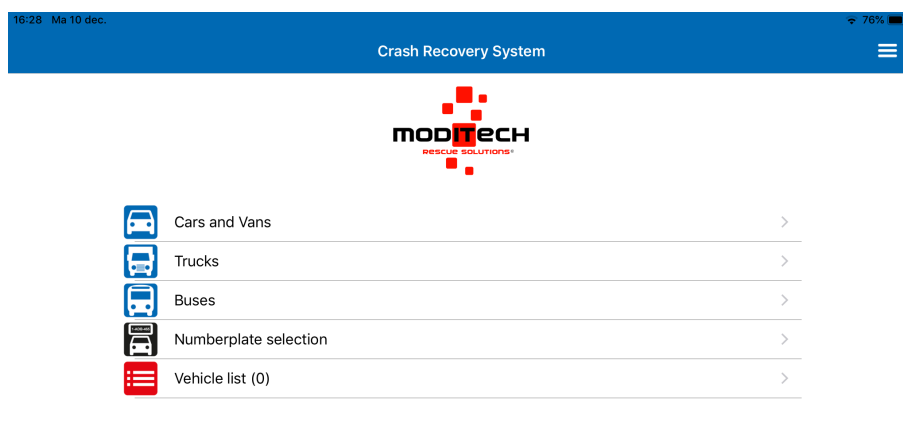 16:28 Ma 10 dec.
76%
Crash Recovery System
MODITECH
RESCUE SOLUTIONS®
Cars and Vans
Trucks
Buses
Numberplate selection
Vehicle list (0)